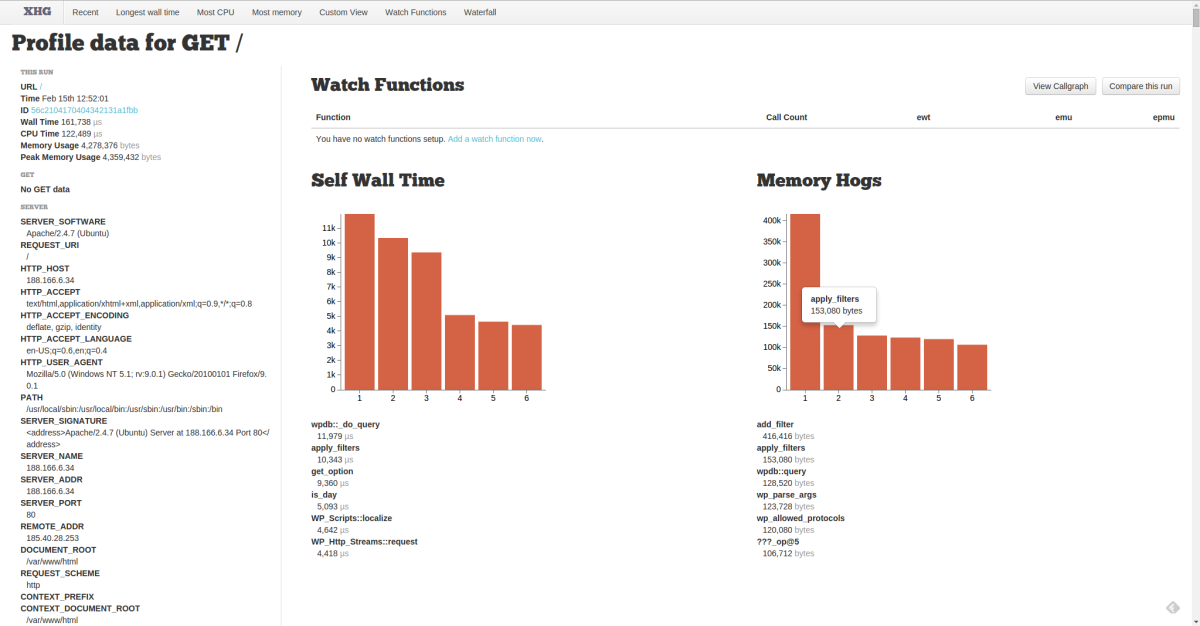 XHG Recent Longest wall time Most CPU Most memory Custom View Watch Functions Waterfall
Profile data for GET /
THIS RUN
URL /
Time Feb 15th 12:52:01
ID 56c2104170404342131a1fbb
Wall Time 161,738 µs
CPU Time 122,489 µs
Memory Usage 4,278,376 bytes
Peak Memory Usage 4,359,432 bytes
GET
No GET data
SERVER
SERVER_SOFTWARE
Apache/2.4.7 (Ubuntu)
REQUEST_URI
/
HTTP_HOST
188.166.6.34
HTTP_ACCEPT
text/html,application/xhtml+xml,application/xml;q=0.9,*/*;q=0.8
HTTP_ACCEPT_ENCODING
deflate, gzip, identity
HTTP_ACCEPT_LANGUAGE
en-US;q=0.6,en;q=0.4
HTTP_USER_AGENT
Mozilla/5.0 (Windows NT 5.1; rv:9.0.1) Gecko/20100101 Firefox/9.
0.1
PATH
/usr/local/sbin:/usr/local/bin:/usr/sbin:/usr/bin:/sbin:/bin
SERVER_SIGNATURE
<address>Apache/2.4.7 (Ubuntu) Server at 188.166.6.34 Port 80</
address>
SERVER_NAME
188.166.6.34
SERVER_ADDR
188.166.6.34
SERVER_PORT
80
REMOTE_ADDR
185.40.28.253
DOCUMENT_ROOT
/var/www/html
REQUEST_SCHEME
http
CONTEXT_PREFIX
CONTEXT_DOCUMENT_ROOT
/var/www/html
Watch Functions
View Callgraph Compare this run
Function Call Count ewt emu epmu
You have no watch functions setup. Add a watch function now.
Self Wall Time
11k
10k
9k
8k
7k
6k
5k
4k
3k
2k
1k
0
1 2 3 4 5 6
wpdb::_do_query
11,979 µs
apply_filters
10,343 µs
get_option
9,360 µs
is_day
5,093 µs
WP_Scripts::localize
4,642 µs
WP_Http_Streams::request
4,418 µs
Memory Hogs
400k
350k
300k
250k
200k
150k
100k
50k
0
apply_filters
153,080 bytes
1 2 3 4 5 6
add_filter
416,416 bytes
apply_filters
153,080 bytes
wpdb::query
128,520 bytes
wp_parse_args
123,728 bytes
wp_allowed_protocols
120,080 bytes
???_op@5
106,712 bytes